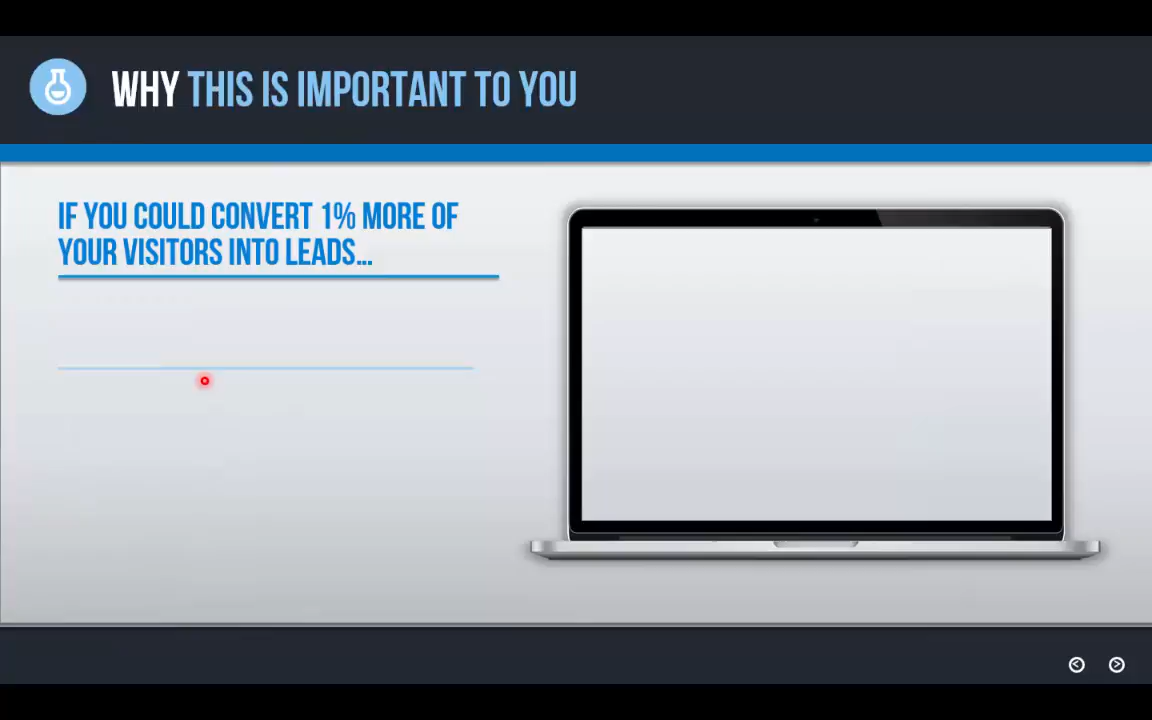 WHY THIS IS IMPORTANT TO YOU
IF YOU COULD CONVERT 1% MORE OF
YOUR VISITORS INTO LEADS...